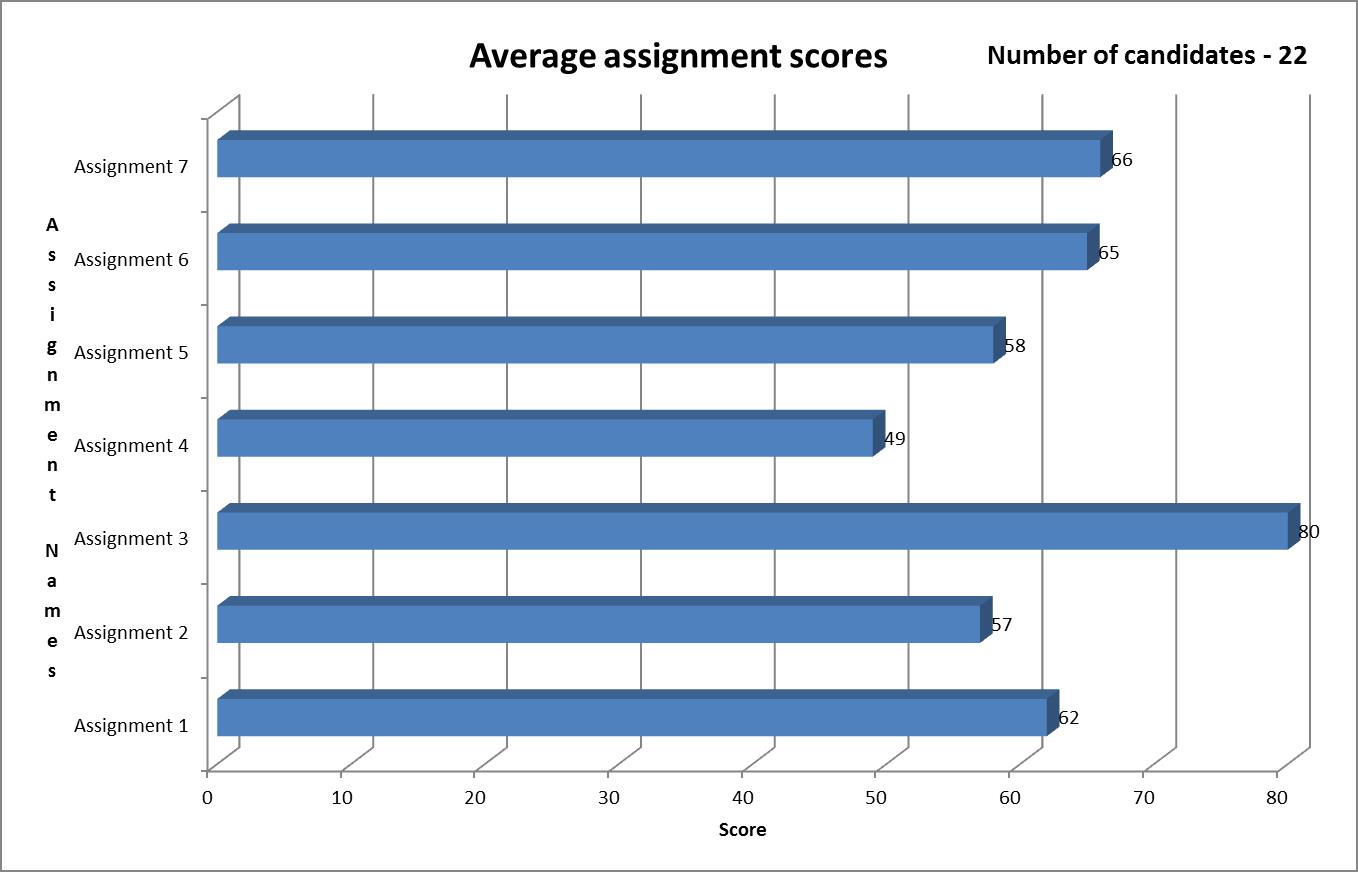 Average assignment scores
Number of candidates - 22
Assignment Names
Assignment 7
66
Assignment 6
65
Assignment 5
58
Assignment 4
49
Assignment 3
80
Assignment 2
57
Assignment 1
62
0 10 20 30 40 50 60 70 80
Score